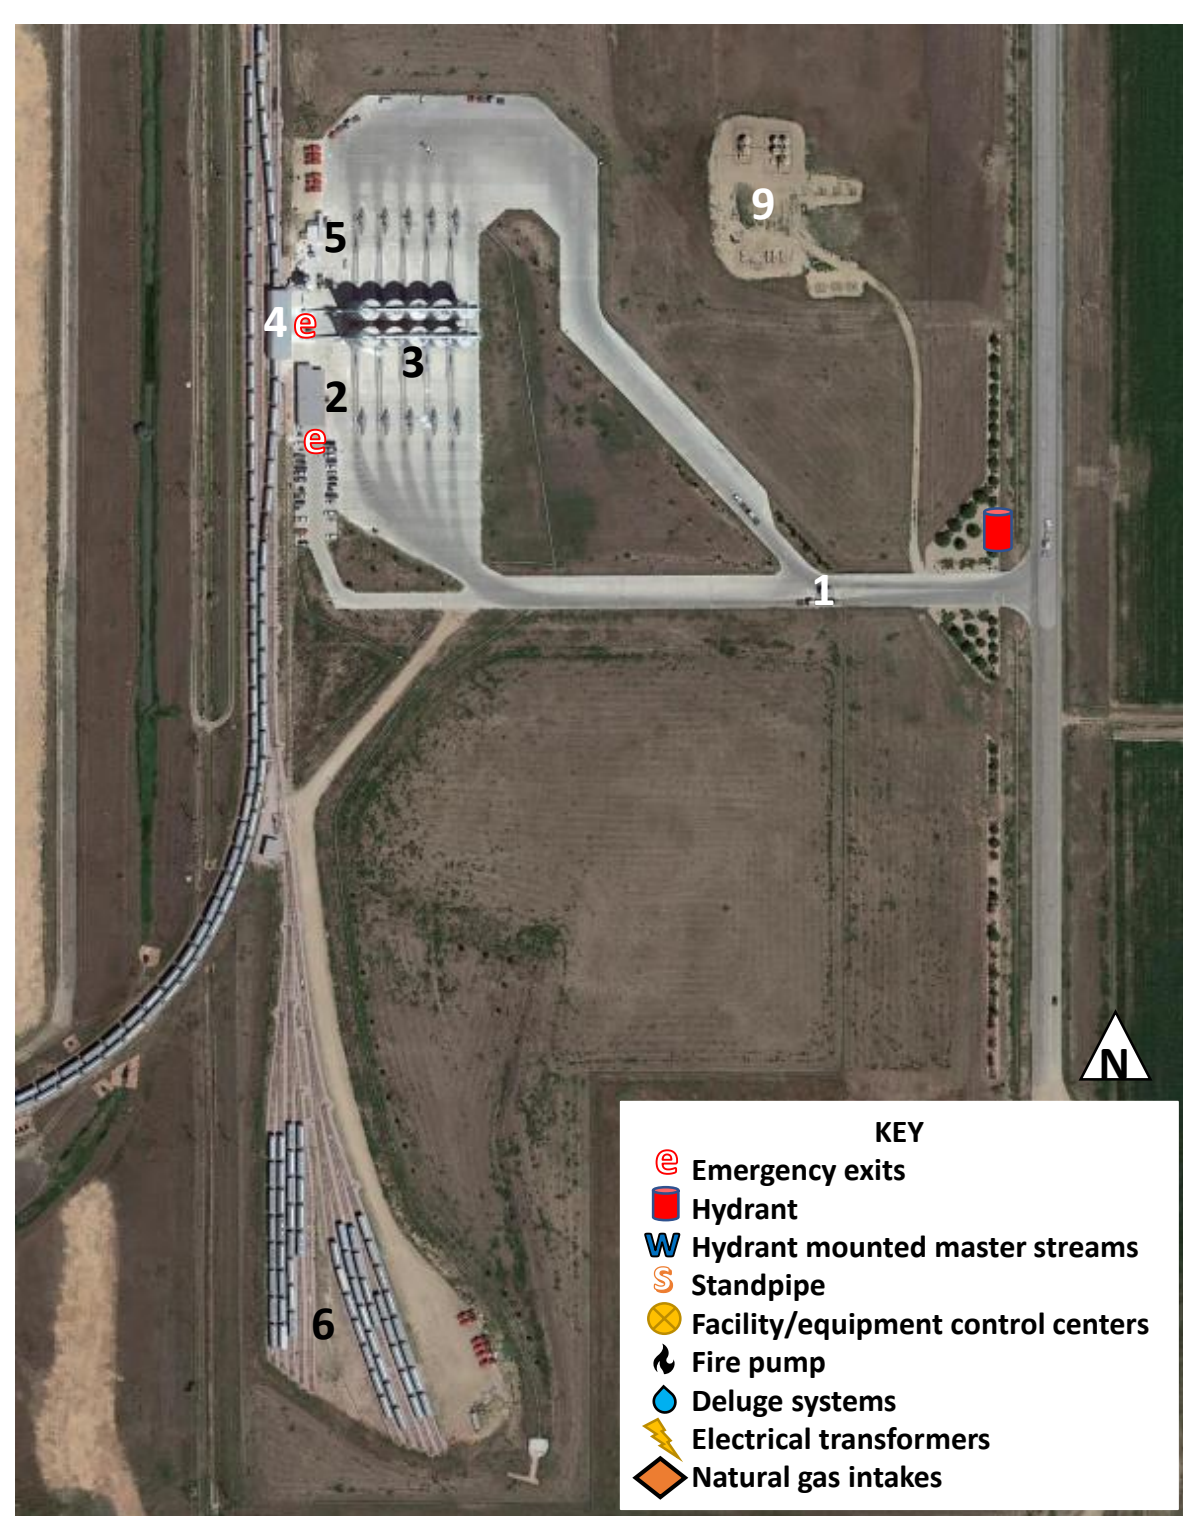 9
5
4 e
3
2
e
1
N
6
KEY
e Emergency exits
Hydrant
W Hydrant mounted master streams
S Standpipe
Facility/equipment control centers
Fire pump
Deluge systems
Electrical transformers
Natural gas intakes